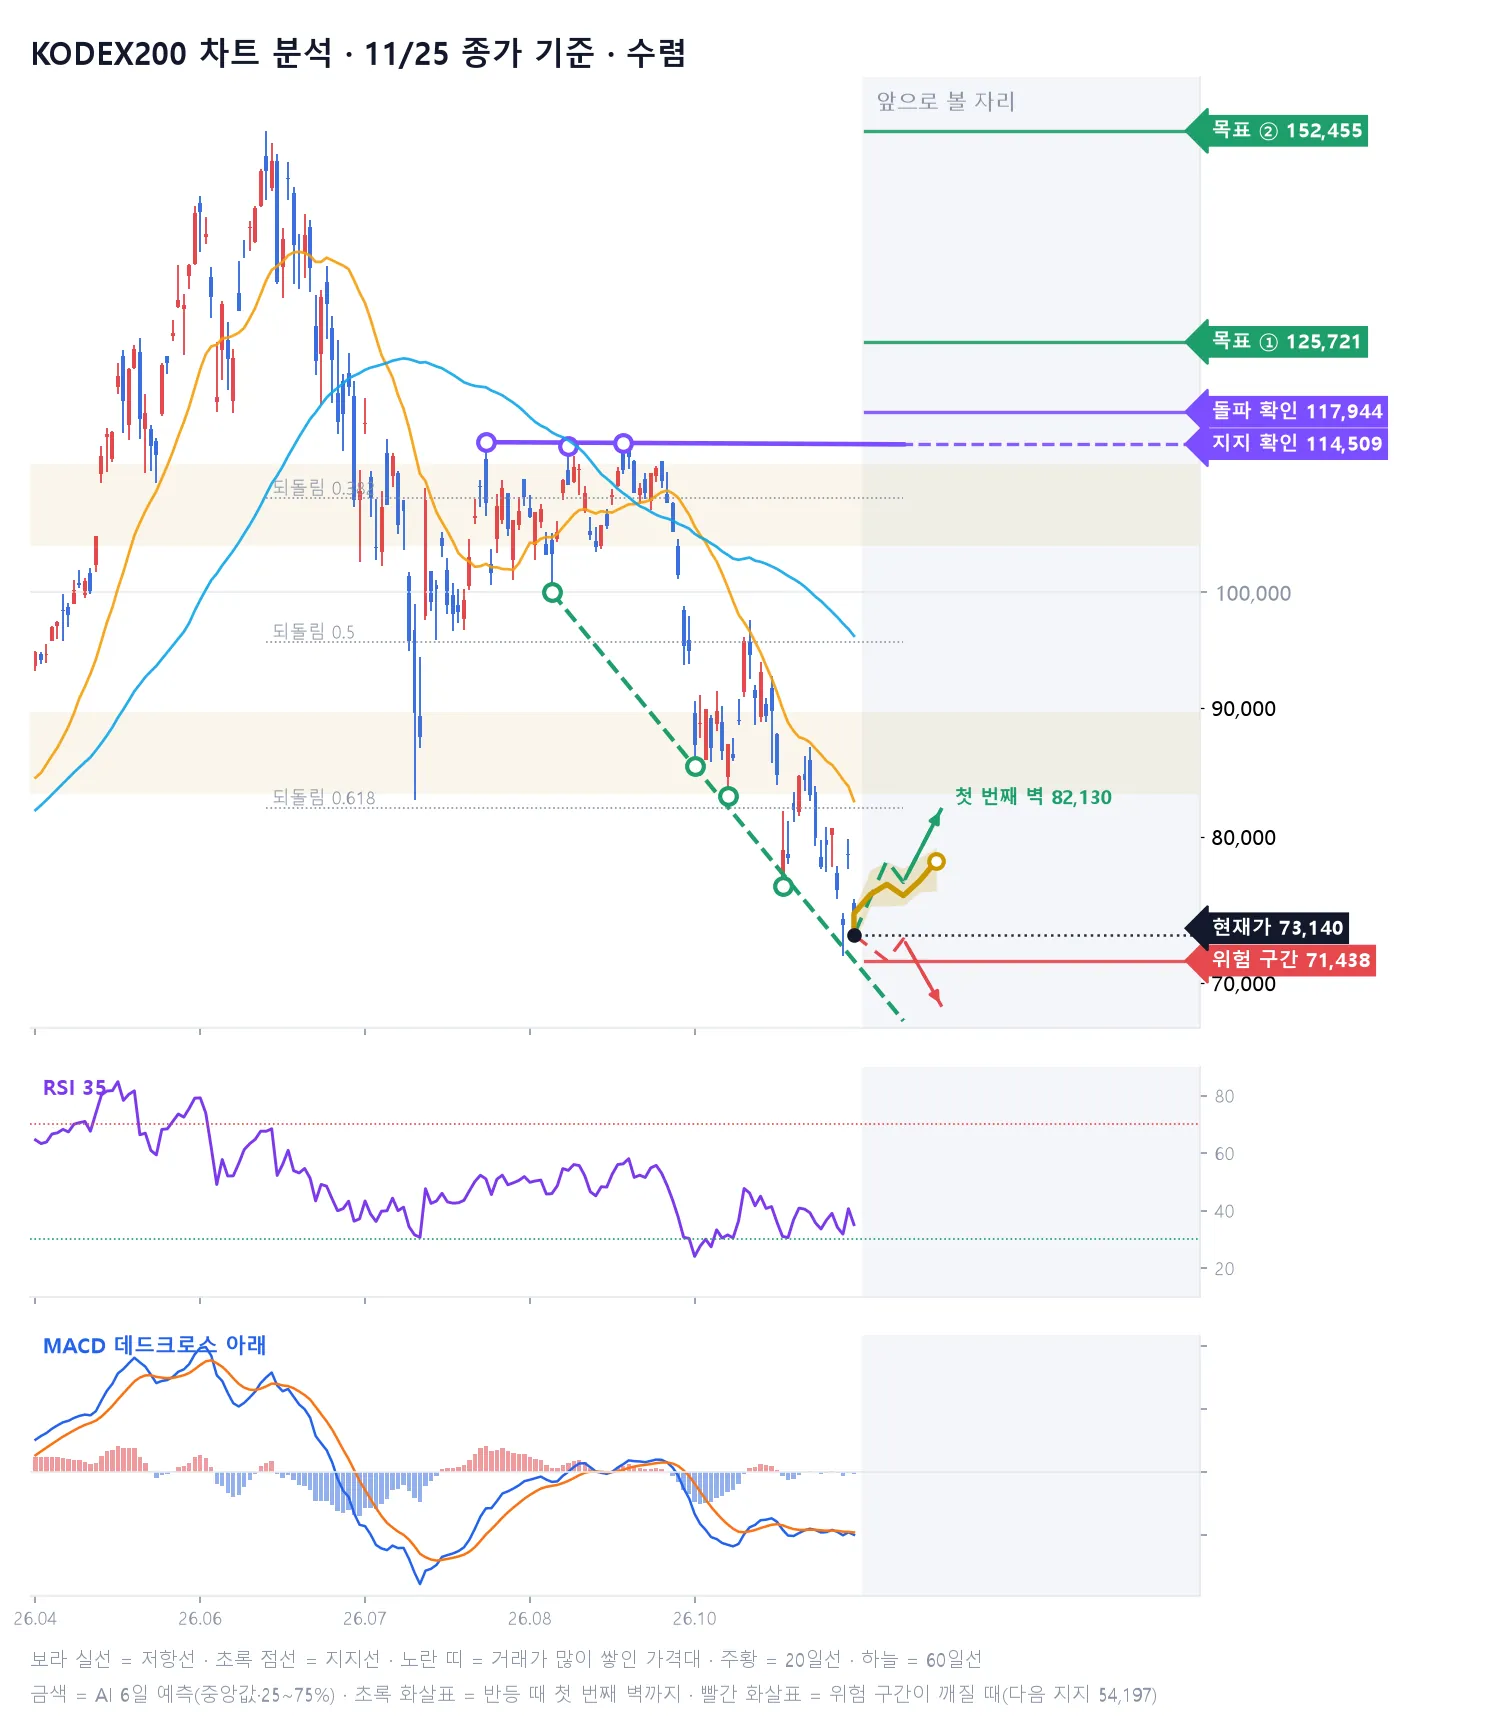 KODEX200 차트 분석 · 11/25 종가 기준 · 수렴
앞으로 볼 자리
목표 ② 152,455
목표 ① 125,721
돌파 확인 117,944
지지 확인 114,509
되돌림 0.382
100,000
되돌림 0.5
90,000
되돌림 0.618
첫 번째 벽 82,130
80,000
현재가 73,140
위험 구간 71,438
70,000
RSI 35
80
60
40
20
MACD 데드크로스 아래
26.04 26.06 26.07 26.08 26.10
보라 실선 = 저항선 · 초록 점선 = 지지선 · 노란 띠 = 거래가 많이 쌓인 가격대 · 주황 = 20일선 · 하늘 = 60일선
금색 = AI 6일 예측(중앙값·25~75%) · 초록 화살표 = 반등 때 첫 번째 벽까지 · 빨간 화살표 = 위험 구간이 깨질 때(다음 지지 54,197)